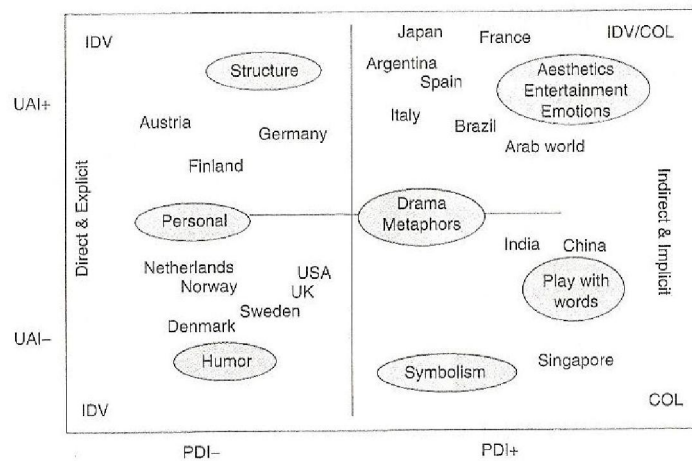 IDV
Japan
France
IDV/COL
Structure
Argentina
Spain
Aesthetics
Entertainment
Emotions
UAI+
Austria
Germany
Italy
Brazil
Arab world
Finland
Direct & Explicit
Personal
Drama
Metaphors
Indirect & Implicit
India
China
Netherlands
Norway
USA
UK
Sweden
Denmark
Play with
words
UAI–
Humor
Symbolism
Singapore
IDV
COL
PDI–
PDI+